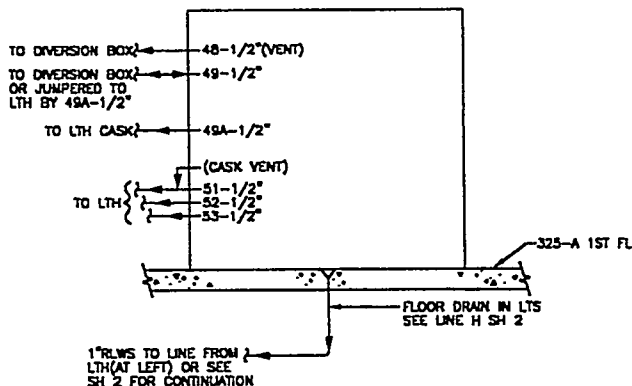 TO DIVERSION BOX
48-1/2"(VENT)
TO DIVERSION BOX
OR JUMPERED TO
LTH BY 49A-1/2"
49-1/2"
TO LTH CASK
49A-1/2"
(CASK VENT)
TO LTH
51-1/2"
52-1/2"
53-1/2"
325-A 1ST FL
FLOOR DRAIN IN LTS
SEE LINE H SH 2
1"RLWS TO LINE FROM
LTH(AT LEFT) OR SEE
SH 2 FOR CONTINUATION